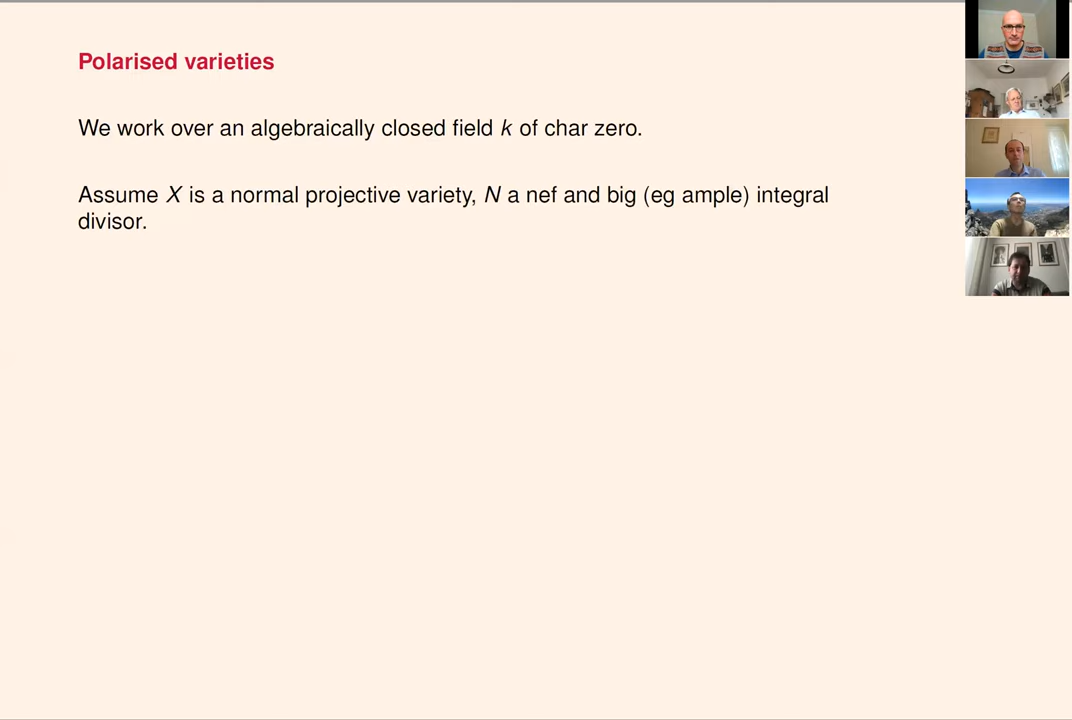 Polarised varieties
We work over an algebraically closed field k of char zero.
Assume X is a normal projective variety, N a nef and big (eg ample) integral
divisor.